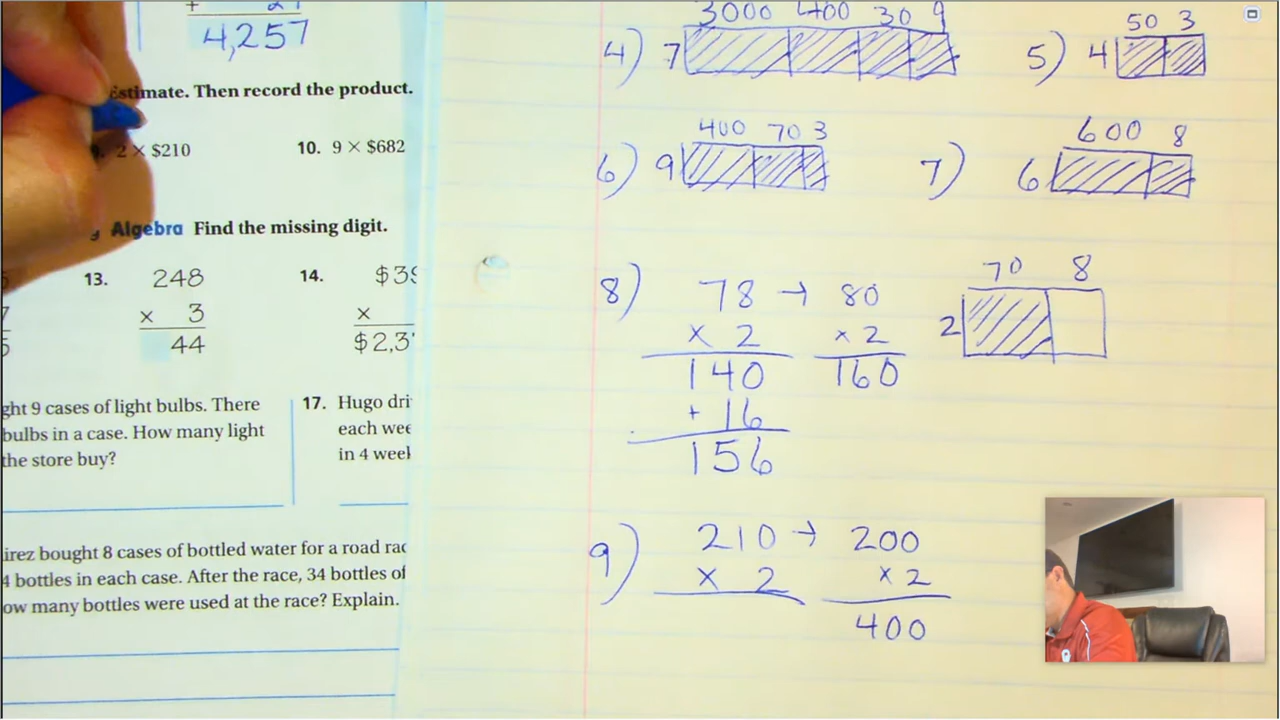 4,257
Estimate. Then record the product.
9. 2 × $210
10. 9 × $682
Algebra Find the missing digit.
13. 248
× 3
44
14. $39
×
$2,3
ght 9 cases of light bulbs. There
bulbs in a case. How many light
the store buy?
17. Hugo dri
each wee
in 4 week
irez bought 8 cases of bottled water for a road rac
4 bottles in each case. After the race, 34 bottles of
ow many bottles were used at the race? Explain.
3000 400 30 9
4) 7
50 3
5) 4
400 70 3
6) 9
600 8
7) 6
8) 78 → 80
x 2 x 2
140 160
+ 16
156
70 8
2
9) 210 → 200
x 2 x 2
400